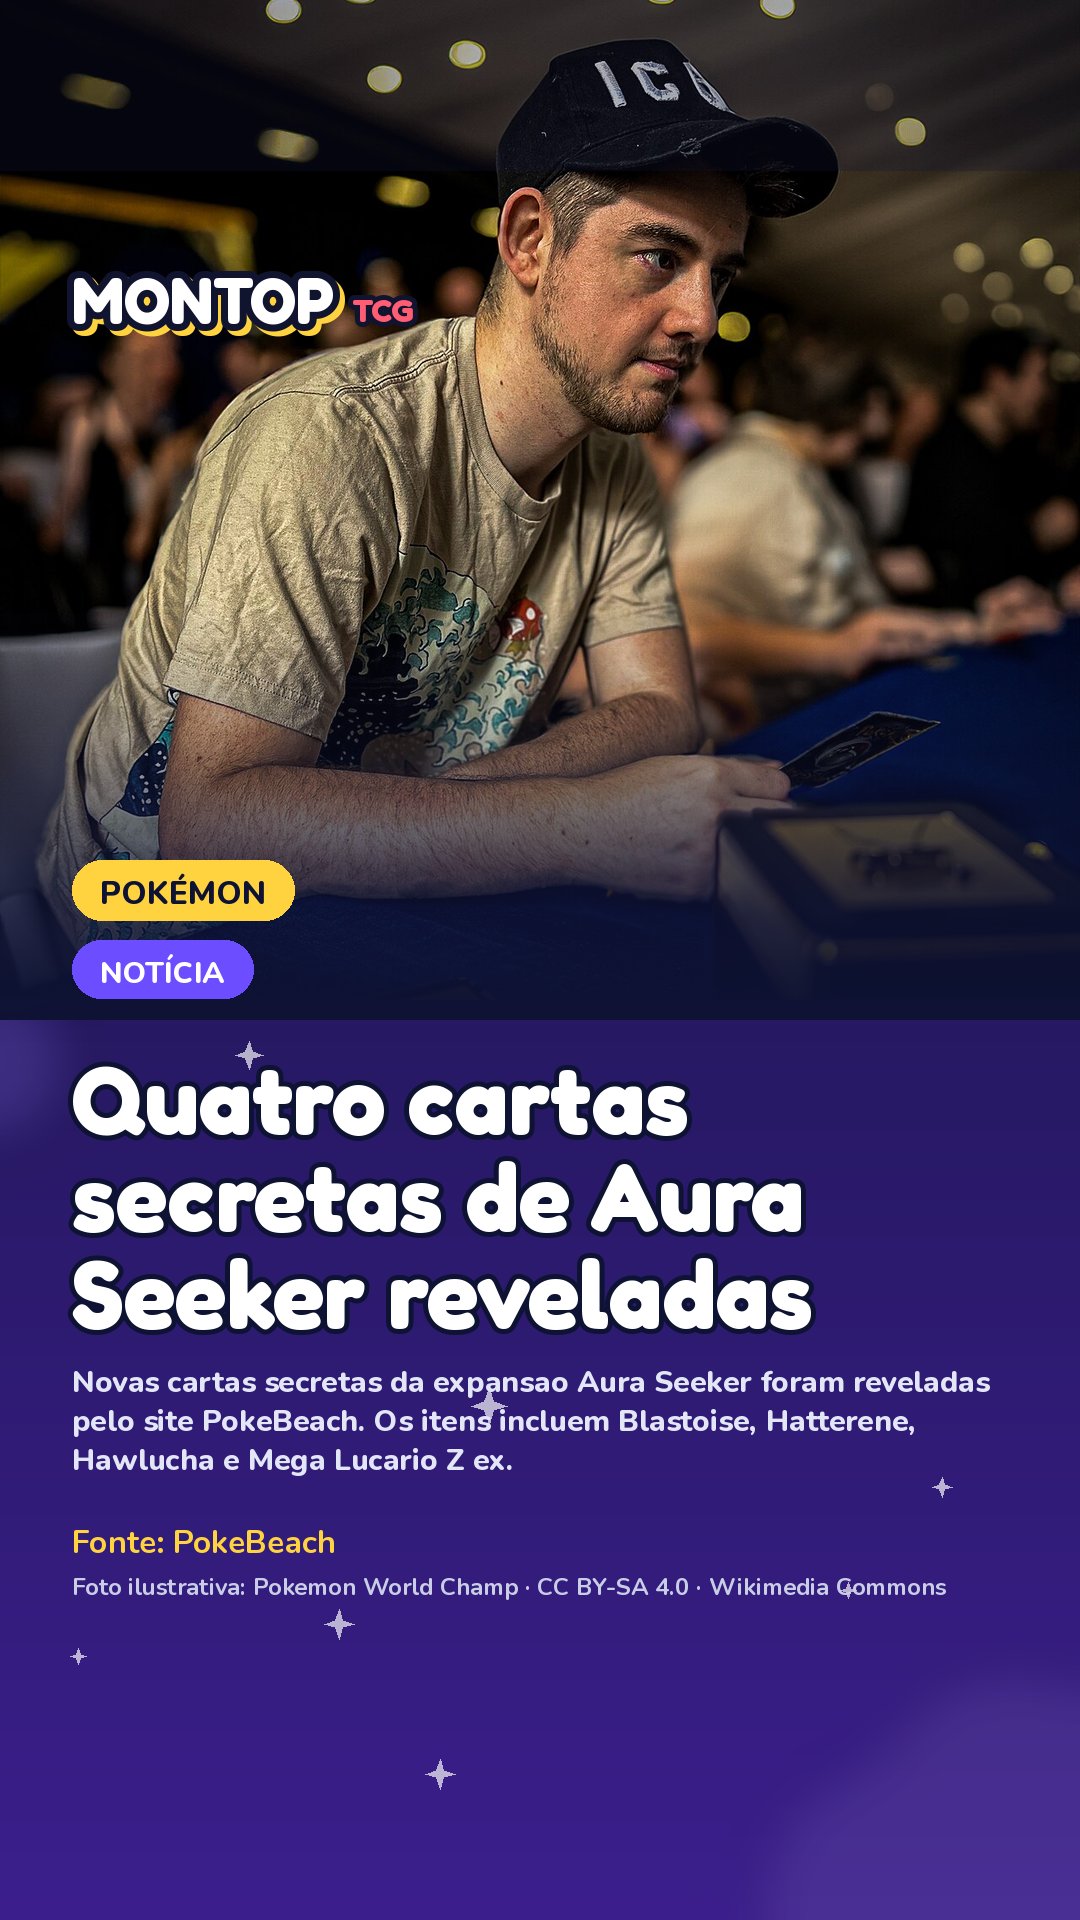 MONTOP TCG
POKÉMON
NOTÍCIA
Quatro cartas
secretas de Aura
Seeker reveladas
Novas cartas secretas da expansao Aura Seeker foram reveladas
pelo site PokeBeach. Os itens incluem Blastoise, Hatterene,
Hawlucha e Mega Lucario Z ex.
Fonte: PokeBeach
Foto ilustrativa: Pokemon World Champ · CC BY-SA 4.0 · Wikimedia Commons